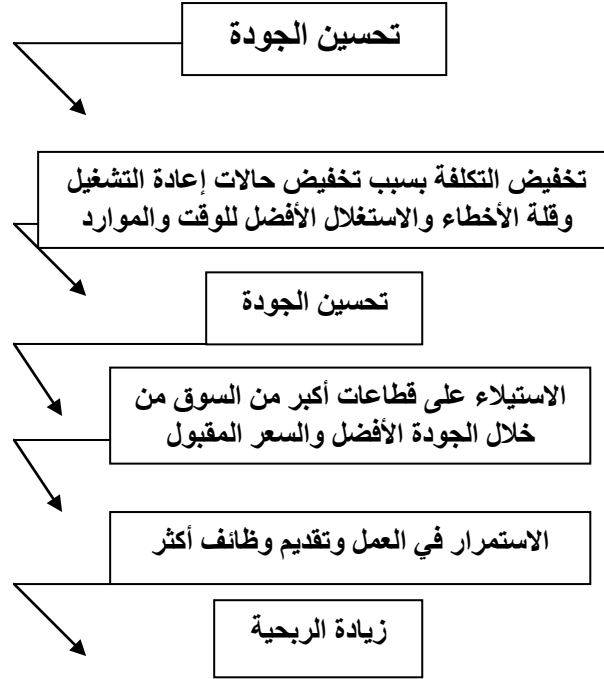 تحسين الجودة
تخفيض التكلفة بسبب تخفيض حالات إعادة التشغيل
وقلة الأخطاء والاستغلال الأفضل للوقت والموارد
تحسين الجودة
الاستيلاء على قطاعات أكبر من السوق من
خلال الجودة الأفضل والسعر المقبول
الاستمرار في العمل وتقديم وظائف أكثر
زيادة الربحية